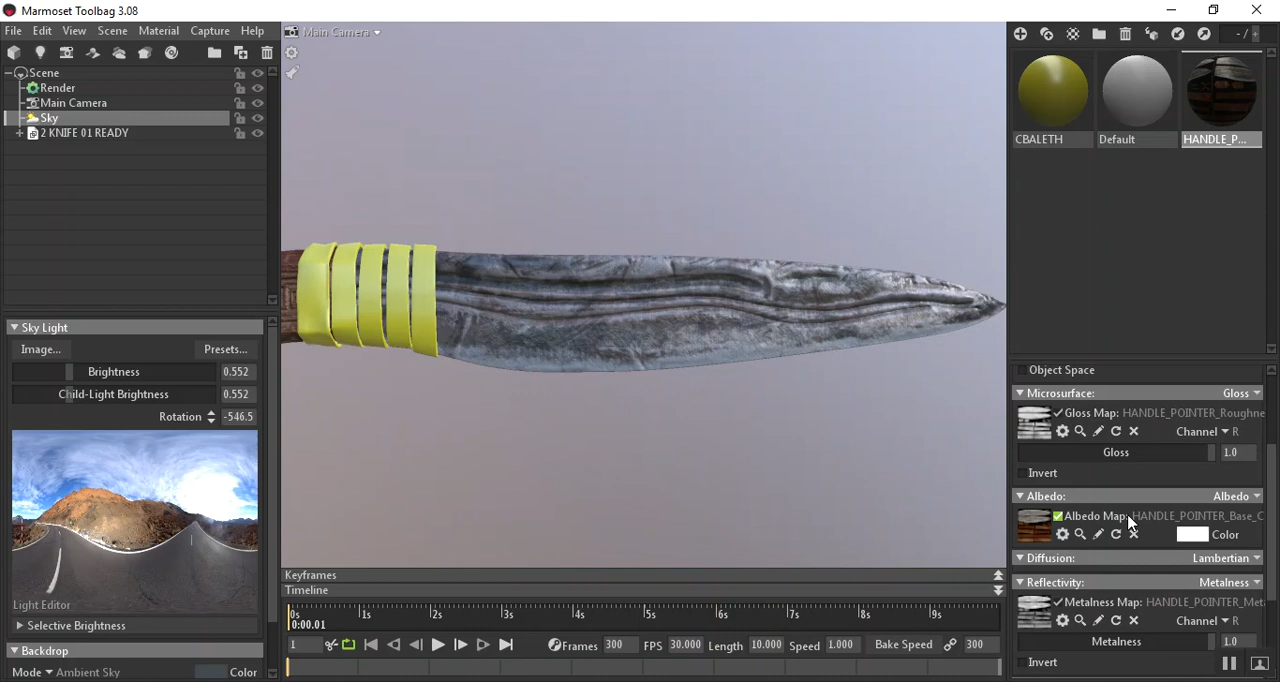 Marmoset Toolbag 3.08
File Edit View Scene Material Capture Help
Main Camera
- / +
Scene
Render
Main Camera
Sky
2 KNIFE 01 READY
CBALETH Default HANDLE_P...
Sky Light
Image... Presets...
Brightness 0.552
Child-Light Brightness 0.552
Rotation -546.5
Light Editor
Selective Brightness
Backdrop
Mode Ambient Sky Color
Object Space
Microsurface: Gloss
Gloss Map: HANDLE_POINTER_Roughne
Channel R
Gloss 1.0
Invert
Albedo: Albedo
Albedo Map: HANDLE_POINTER_Base_C
Color
Diffusion: Lambertian
Reflectivity: Metalness
Metalness Map: HANDLE_POINTER_Met
Channel R
Metalness 1.0
Invert
Keyframes
Timeline
0s 1s 2s 3s 4s 5s 6s 7s 8s 9s
0:00.01
1 Frames 300 FPS 30.000 Length 10.000 Speed 1.000 Bake Speed 300